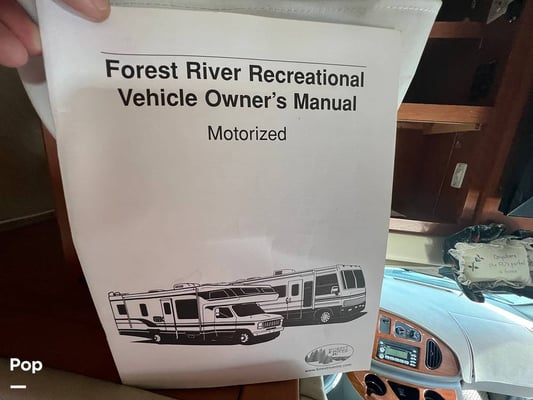 Forest River Recreational
Vehicle Owner's Manual
Motorized
Pop